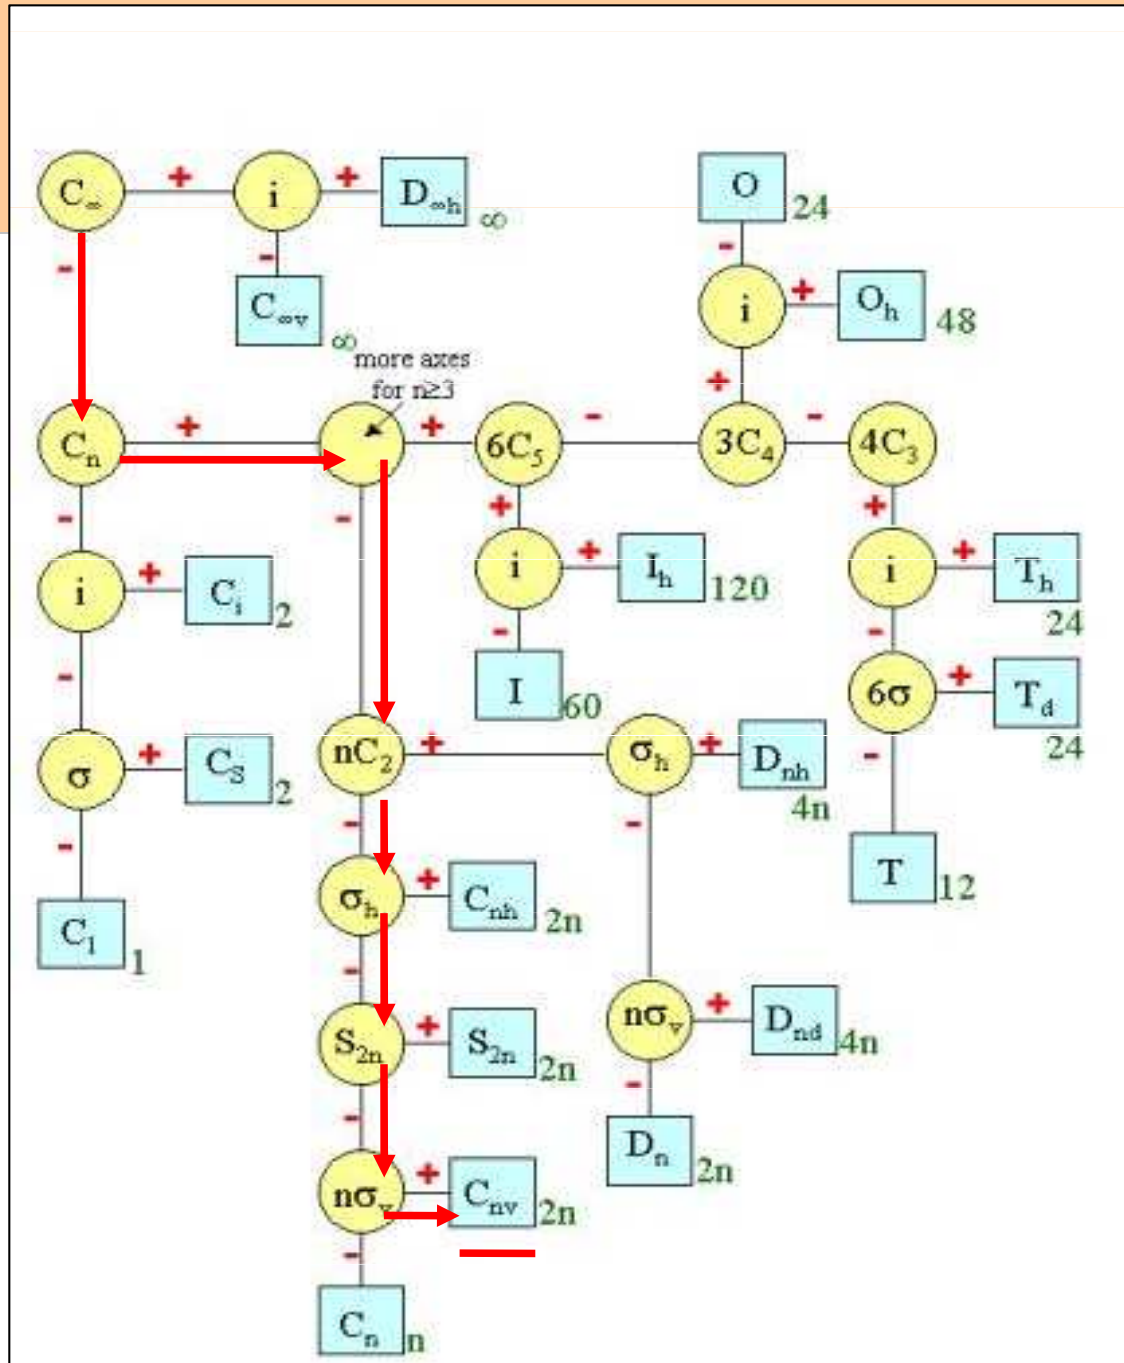 C∞ + i + D∞h ∞
O 24
-
-
-
i + Oh 48
C∞v ∞
more axes
for n≥3
+
Cn + + 6C5 - 3C4 - 4C3
-
-
+
+
i + Ci 2
i + Ih 120
i + Th 24
-
-
-
I 60
6σ + Td 24
σ + CS 2
nC2 + σh + Dnh 4n
-
-
-
-
T 12
C1 1
σh + Cnh 2n
-
S2n + S2n 2n
nσv + Dnd 4n
-
-
Dn 2n
nσv + Cnv 2n
-
Cn n